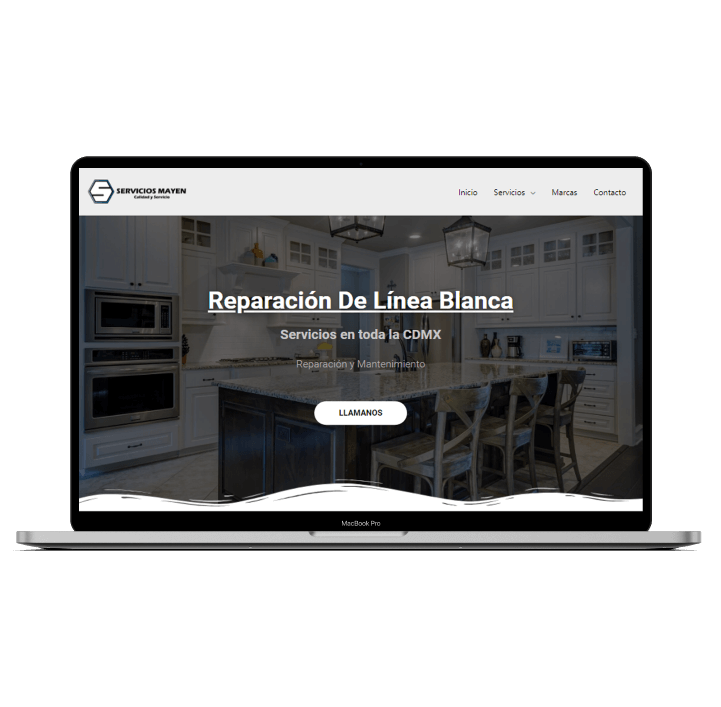 SERVICIOS MAYEN
Calidad y Servicio
Inicio
Servicios
Marcas
Contacto
Reparación De Línea Blanca
Servicios en toda la CDMX
Reparación y Mantenimiento
LLAMANOS
MacBook Pro